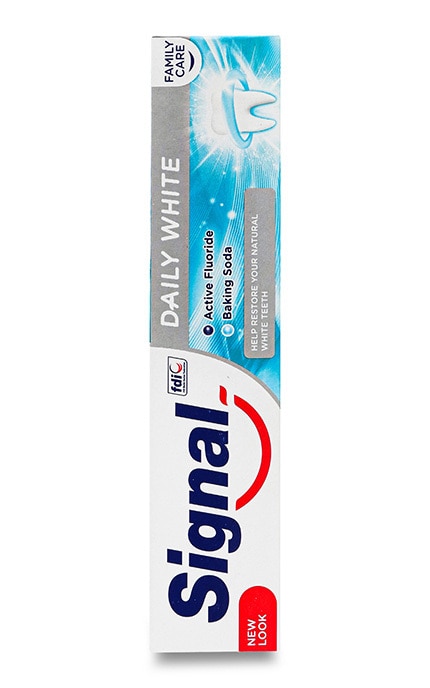 NEW
LOOK
Signal
fdi
DAILY WHITE
Active Fluoride
Baking Soda
HELP RESTORE YOUR NATURAL
WHITE TEETH
FAMILY
CARE